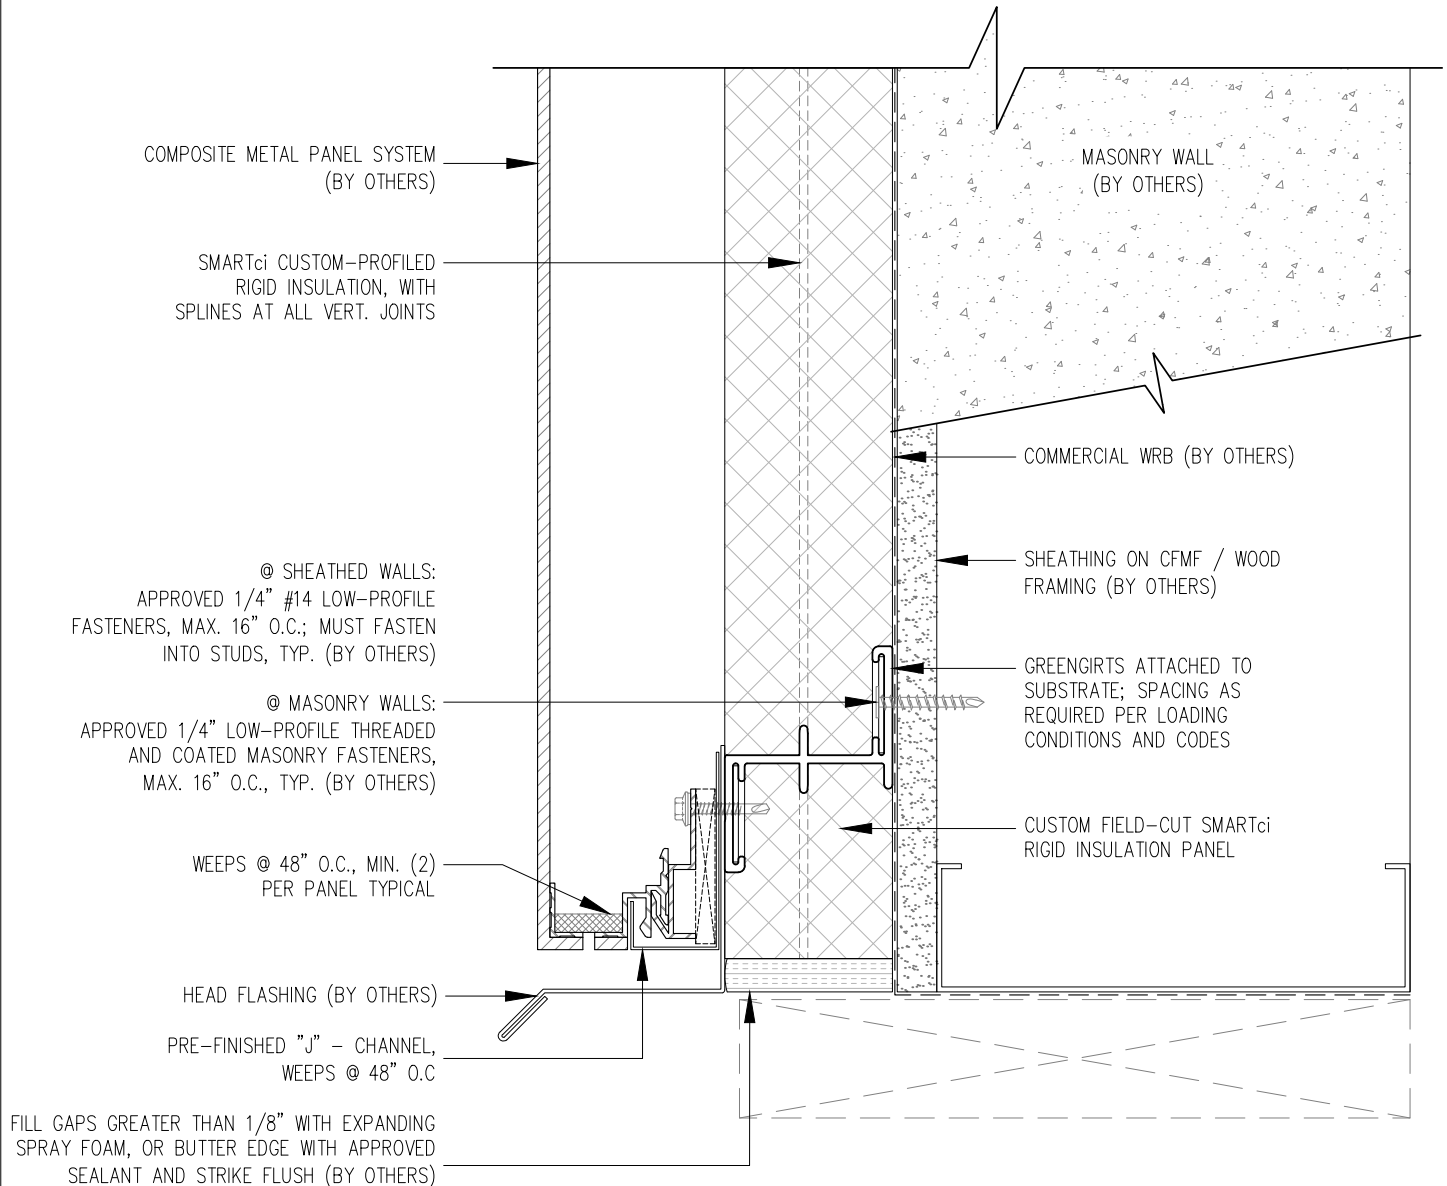 COMPOSITE METAL PANEL SYSTEM
(BY OTHERS)
SMARTci CUSTOM-PROFILED
RIGID INSULATION, WITH
SPLINES AT ALL VERT. JOINTS
@ SHEATHED WALLS:
APPROVED 1/4" #14 LOW-PROFILE
FASTENERS, MAX. 16" O.C.; MUST FASTEN
INTO STUDS, TYP. (BY OTHERS)
@ MASONRY WALLS:
APPROVED 1/4" LOW-PROFILE THREADED
AND COATED MASONRY FASTENERS,
MAX. 16" O.C., TYP. (BY OTHERS)
WEEPS @ 48" O.C., MIN. (2)
PER PANEL TYPICAL
HEAD FLASHING (BY OTHERS)
PRE-FINISHED "J" - CHANNEL,
WEEPS @ 48" O.C
FILL GAPS GREATER THAN 1/8" WITH EXPANDING
SPRAY FOAM, OR BUTTER EDGE WITH APPROVED
SEALANT AND STRIKE FLUSH (BY OTHERS)
MASONRY WALL
(BY OTHERS)
COMMERCIAL WRB (BY OTHERS)
SHEATHING ON CFMF / WOOD
FRAMING (BY OTHERS)
GREENGIRTS ATTACHED TO
SUBSTRATE; SPACING AS
REQUIRED PER LOADING
CONDITIONS AND CODES
CUSTOM FIELD-CUT SMARTci
RIGID INSULATION PANEL